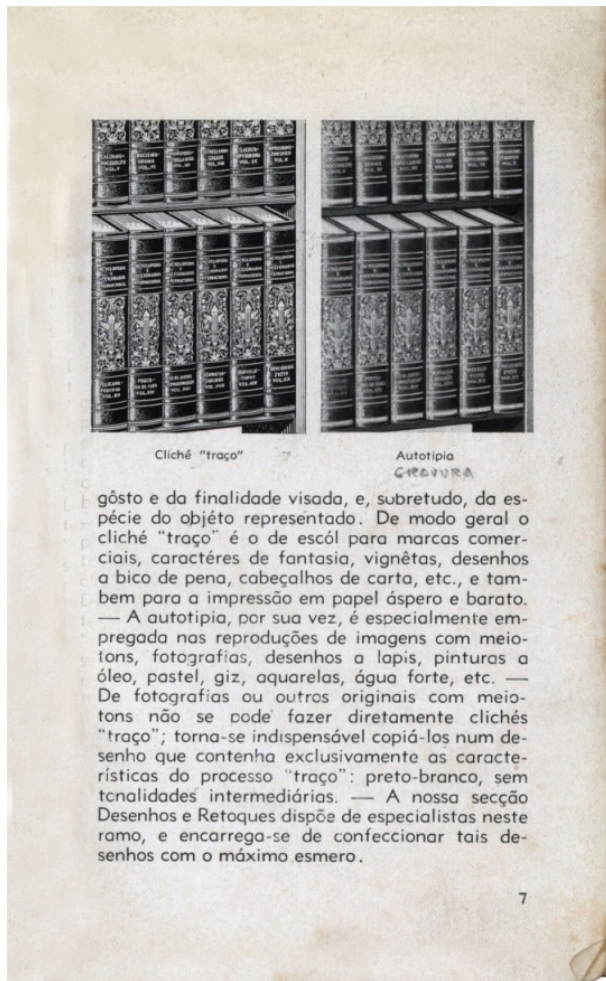 Cliché "traço"
Autotipia
GRAVURA
gôsto e da finalidade visada, e, subretudo, da es-
pécie do objéto representado. De modo geral o
cliché "traço" é o de escól para marcas comer-
ciais, caractéres de fantasia, vignêtas, desenhos
a bico de pena, cabeçalhos de carta, etc., e tam-
bem para a impressão em papel áspero e barato.
— A autotipia, por sua vez, é especialmente em-
pregada nas reproduções de imagens com meio-
tons, fotografias, desenhos a lapis, pinturas a
óleo, pastel, giz, aquarelas, água forte, etc. —
De fotografias ou outros originais com meio-
tons não se pode fazer diretamente clichés
"traço"; torna-se indispensável copiá-los num de-
senho que contenha exclusivamente as caracte-
rísticas do processo "traço": preto-branco, sem
tonalidades intermediárias. — A nossa secção
Desenhos e Retoques dispõe de especialistas neste
ramo, e encarrega-se de confeccionar tais de-
senhos com o máximo esmero.
7